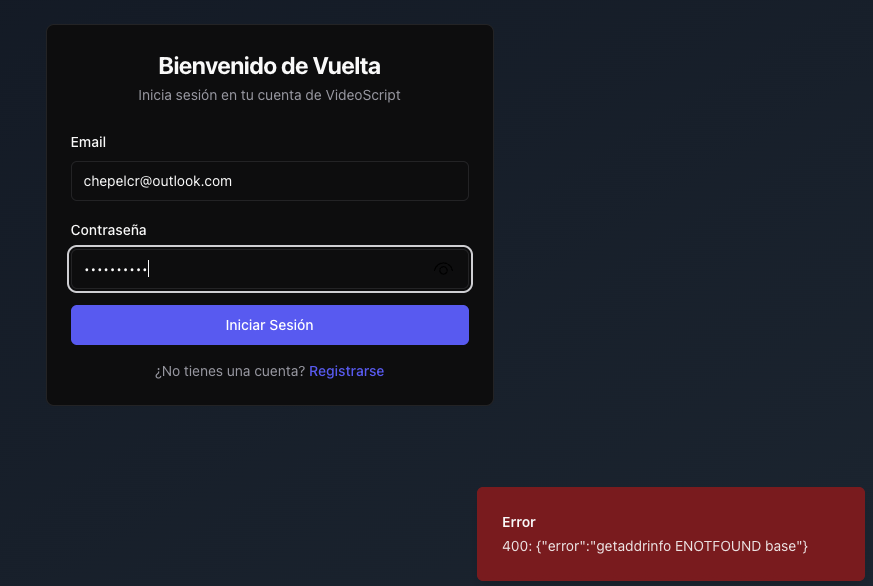 Bienvenido de Vuelta
Inicia sesión en tu cuenta de VideoScript
Email
chepelcr@outlook.com
Contraseña
••••••••••
Iniciar Sesión
¿No tienes una cuenta? Registrarse
Error
400: {"error":"getaddrinfo ENOTFOUND base"}